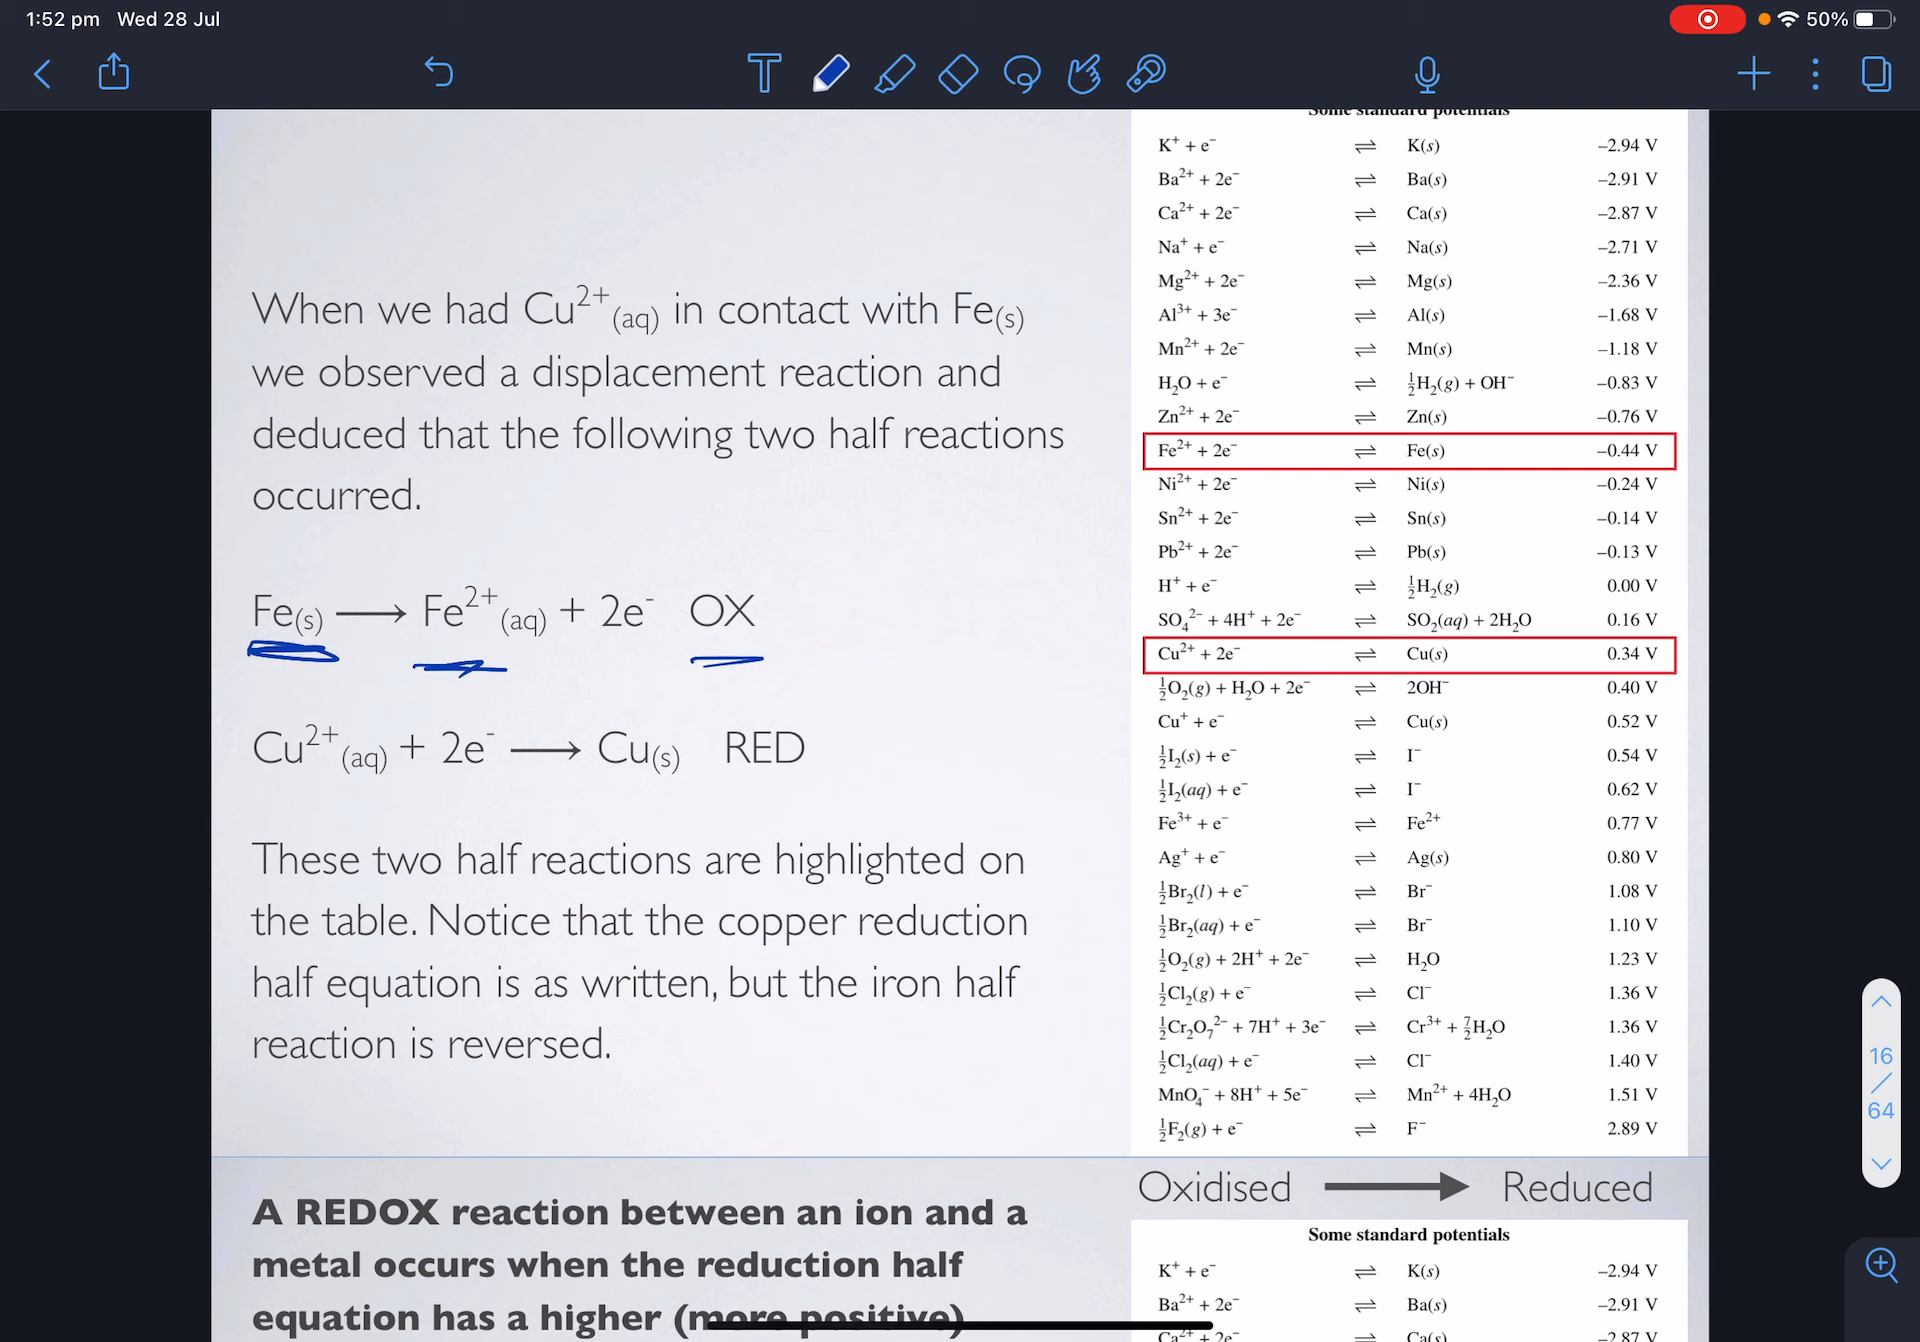 1:52 pm Wed 28 Jul
50%
When we had Cu²⁺(aq) in contact with Fe(s)
we observed a displacement reaction and
deduced that the following two half reactions
occurred.
Fe(s) ⟶ Fe²⁺(aq) + 2e⁻ OX
Cu²⁺(aq) + 2e⁻ ⟶ Cu(s) RED
These two half reactions are highlighted on
the table. Notice that the copper reduction
half equation is as written, but the iron half
reaction is reversed.
Some standard potentials
K⁺ + e⁻ ⇌ K(s) –2.94 V
Ba²⁺ + 2e⁻ ⇌ Ba(s) –2.91 V
Ca²⁺ + 2e⁻ ⇌ Ca(s) –2.87 V
Na⁺ + e⁻ ⇌ Na(s) –2.71 V
Mg²⁺ + 2e⁻ ⇌ Mg(s) –2.36 V
Al³⁺ + 3e⁻ ⇌ Al(s) –1.68 V
Mn²⁺ + 2e⁻ ⇌ Mn(s) –1.18 V
H₂O + e⁻ ⇌ ½H₂(g) + OH⁻ –0.83 V
Zn²⁺ + 2e⁻ ⇌ Zn(s) –0.76 V
Fe²⁺ + 2e⁻ ⇌ Fe(s) –0.44 V
Ni²⁺ + 2e⁻ ⇌ Ni(s) –0.24 V
Sn²⁺ + 2e⁻ ⇌ Sn(s) –0.14 V
Pb²⁺ + 2e⁻ ⇌ Pb(s) –0.13 V
H⁺ + e⁻ ⇌ ½H₂(g) 0.00 V
SO₄²⁻ + 4H⁺ + 2e⁻ ⇌ SO₂(aq) + 2H₂O 0.16 V
Cu²⁺ + 2e⁻ ⇌ Cu(s) 0.34 V
½O₂(g) + H₂O + 2e⁻ ⇌ 2OH⁻ 0.40 V
Cu⁺ + e⁻ ⇌ Cu(s) 0.52 V
½I₂(s) + e⁻ ⇌ I⁻ 0.54 V
½I₂(aq) + e⁻ ⇌ I⁻ 0.62 V
Fe³⁺ + e⁻ ⇌ Fe²⁺ 0.77 V
Ag⁺ + e⁻ ⇌ Ag(s) 0.80 V
½Br₂(l) + e⁻ ⇌ Br⁻ 1.08 V
½Br₂(aq) + e⁻ ⇌ Br⁻ 1.10 V
½O₂(g) + 2H⁺ + 2e⁻ ⇌ H₂O 1.23 V
½Cl₂(g) + e⁻ ⇌ Cl⁻ 1.36 V
½Cr₂O₇²⁻ + 7H⁺ + 3e⁻ ⇌ Cr³⁺ + 7/2H₂O 1.36 V
½Cl₂(aq) + e⁻ ⇌ Cl⁻ 1.40 V
MnO₄⁻ + 8H⁺ + 5e⁻ ⇌ Mn²⁺ + 4H₂O 1.51 V
½F₂(g) + e⁻ ⇌ F⁻ 2.89 V
16
/
64
A REDOX reaction between an ion and a
metal occurs when the reduction half
equation has a higher (more positive)
Oxidised ⟶ Reduced
Some standard potentials
K⁺ + e⁻ ⇌ K(s) –2.94 V
Ba²⁺ + 2e⁻ ⇌ Ba(s) –2.91 V
Ca²⁺ + 2e⁻ ⇌ Ca(s) –2.87 V